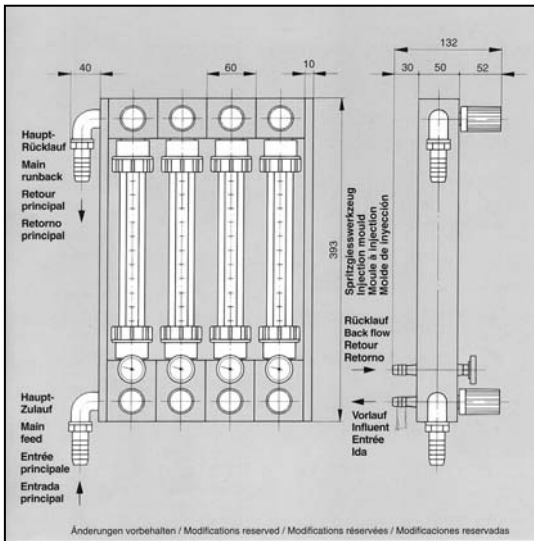 132
40
60
10
30
50
52
Haupt-
Rücklauf
Main
runback
Retour
principal
Retorno
principal
393
Spritzgiesswerkzeug
Injection mould
Moule à injection
Molde de inyección
Rücklauf
Back flow
Retour
Retorno
Haupt-
Zulauf
Main
feed
Entrée
principale
Entrada
principal
Vorlauf
Influent
Entrée
Ida
Änderungen vorbehalten / Modifications reserved / Modifications réservées / Modificaciones reservadas